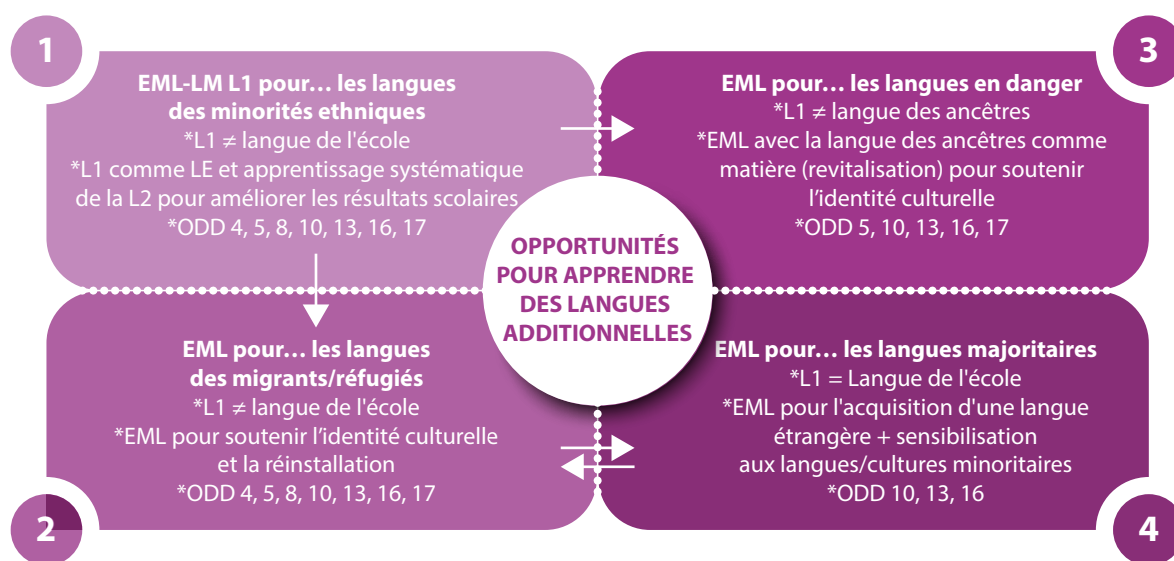 1
EML-LM L1 pour… les langues
des minorités ethniques
*L1 ≠ langue de l'école
*L1 comme LE et apprentissage systématique
de la L2 pour améliorer les résultats scolaires
*ODD 4, 5, 8, 10, 13, 16, 17
2
EML pour… les langues
des migrants/réfugiés
*L1 ≠ langue de l'école
*EML pour soutenir l’identité culturelle
et la réinstallation
*ODD 4, 5, 8, 10, 13, 16, 17
OPPORTUNITÉS
POUR APPRENDRE
DES LANGUES
ADDITIONNELLES
3
EML pour… les langues en danger
*L1 ≠ langue des ancêtres
*EML avec la langue des ancêtres comme
matière (revitalisation) pour soutenir
l’identité culturelle
*ODD 5, 10, 13, 16, 17
4
EML pour… les langues majoritaires
*L1 = Langue de l'école
*EML pour l'acquisition d'une langue
étrangère + sensibilisation
aux langues/cultures minoritaires
*ODD 10, 13, 16